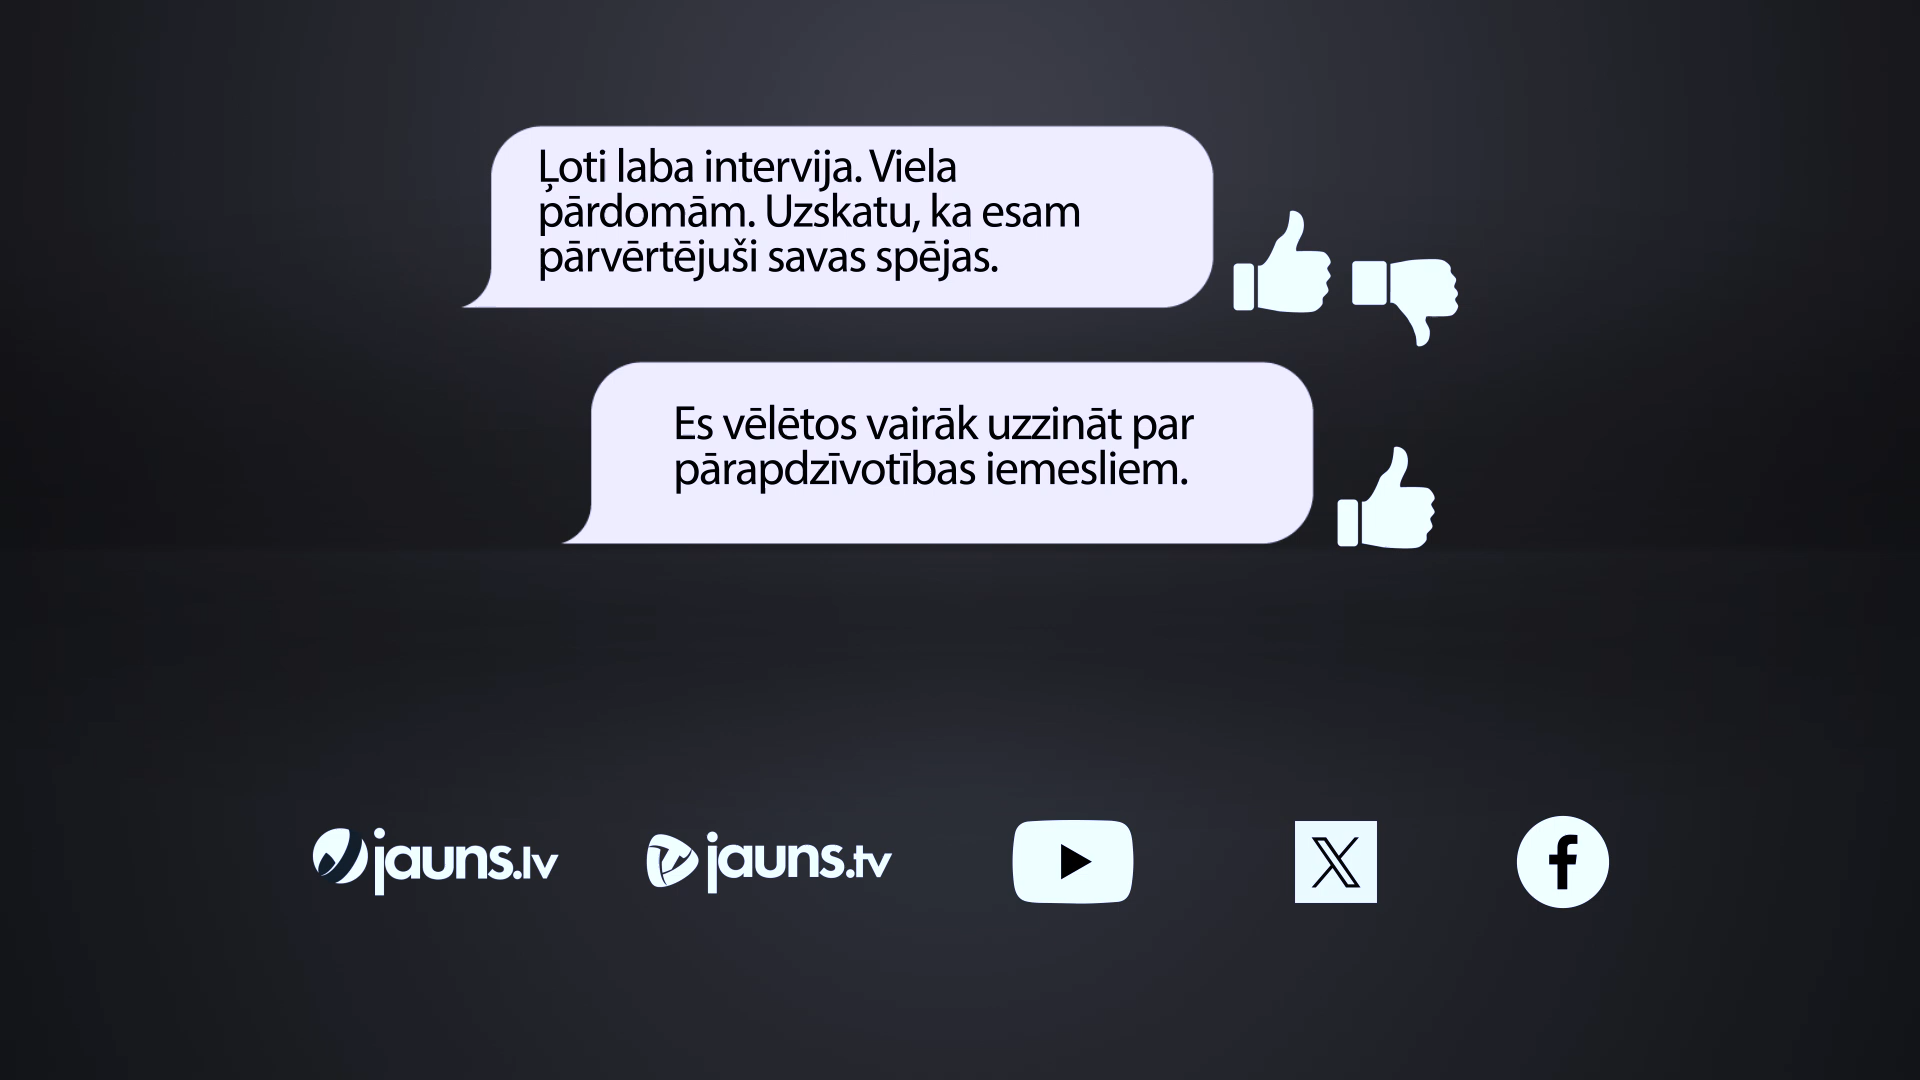 Ļoti laba intervija. Viela
pārdomām. Uzskatu, ka esam
pārvērtējuši savas spējas.
Es vēlētos vairāk uzzināt par
pārapdzīvotības iemesliem.
jauns.lv
jauns.tv